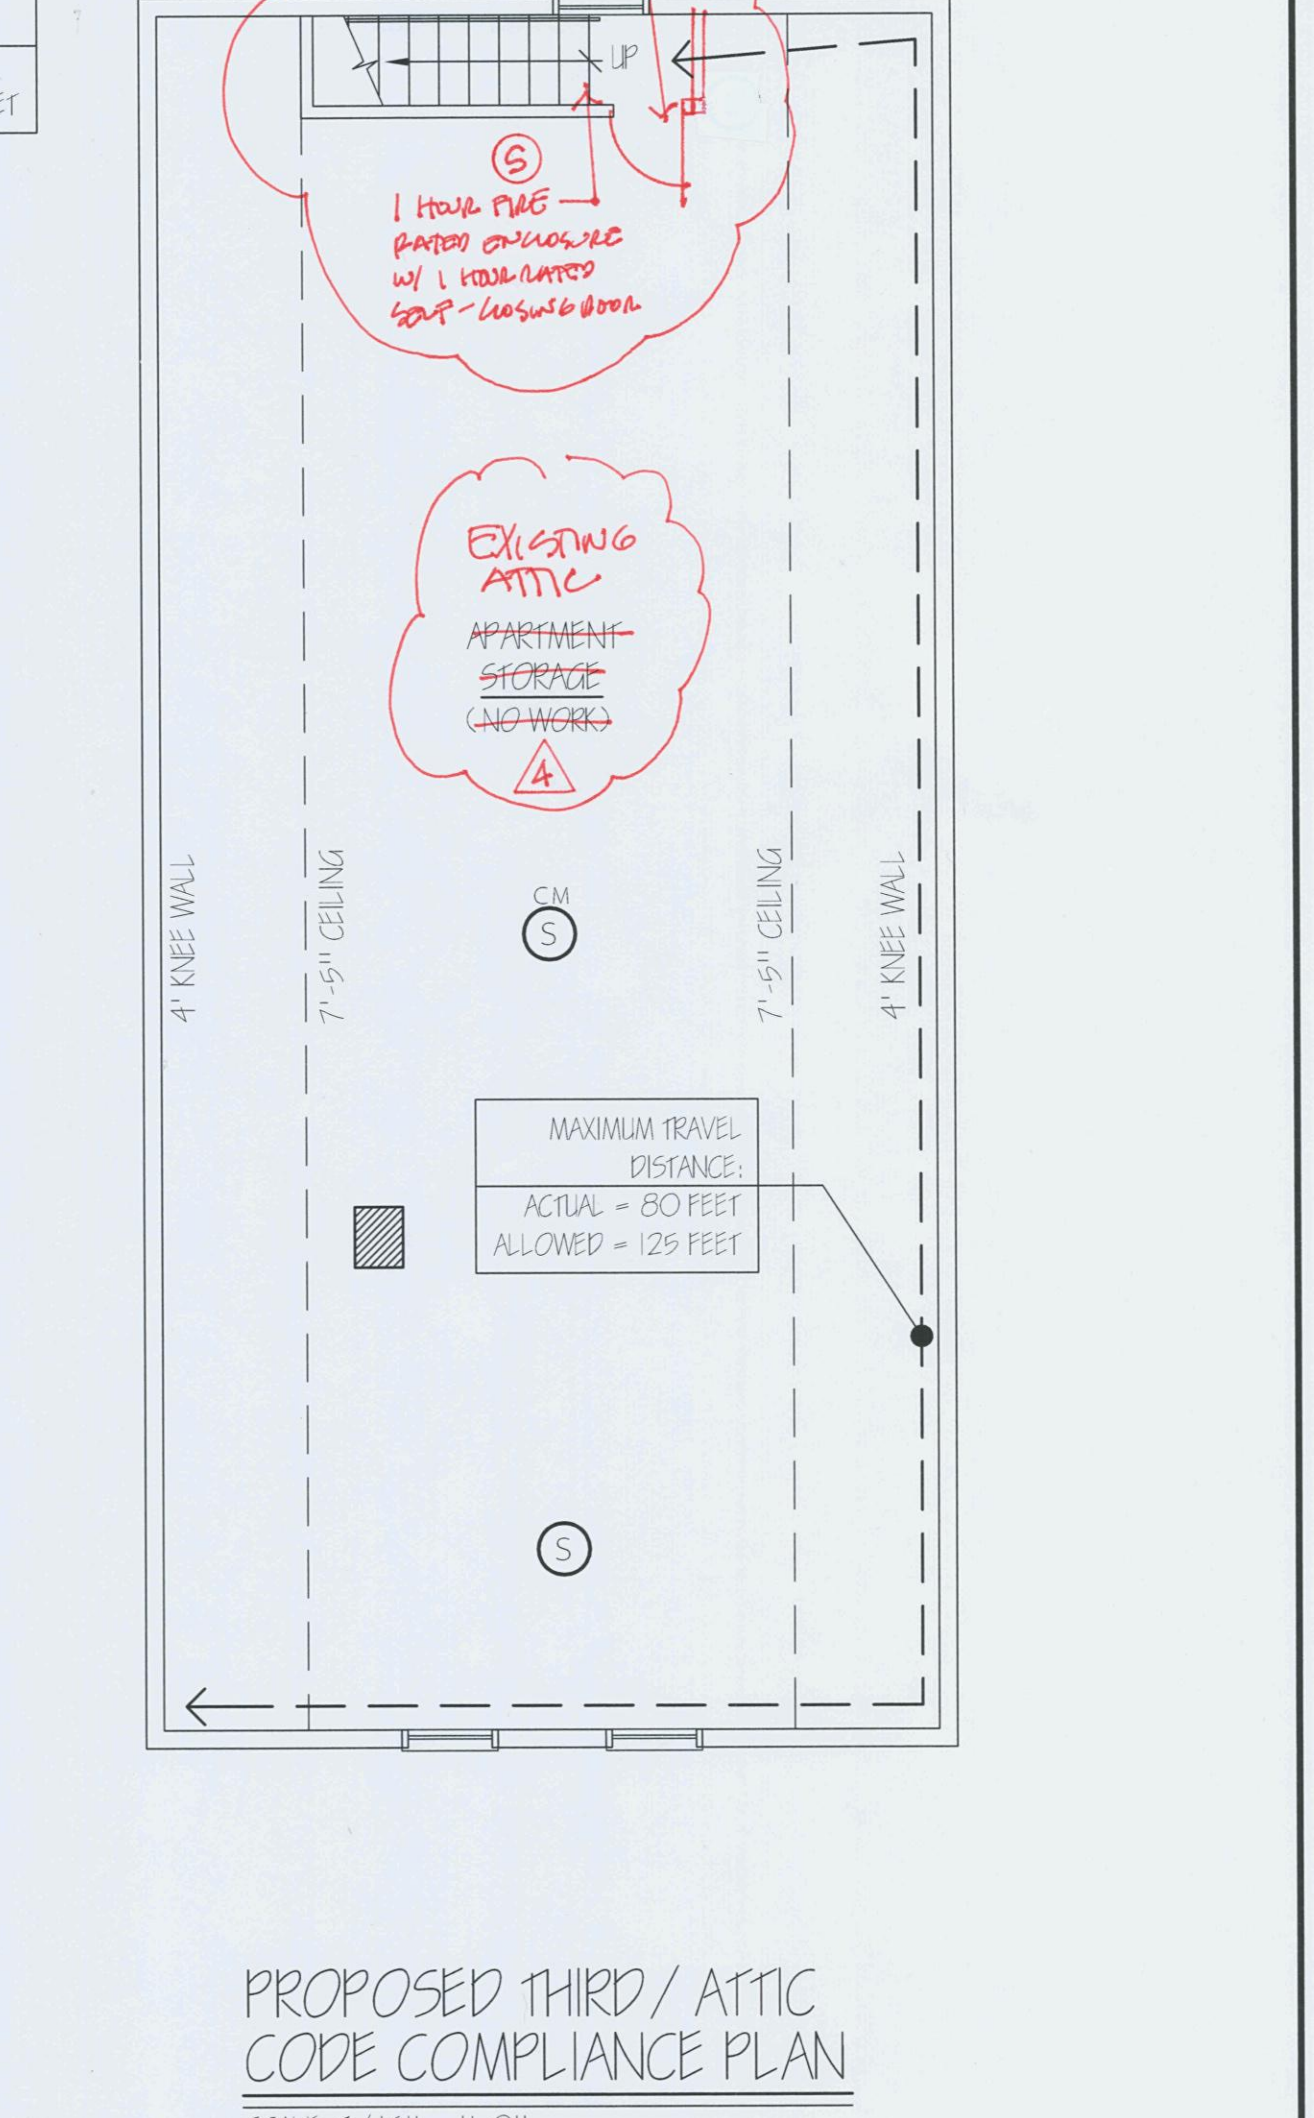 ET
UP
S
1 HOUR FIRE
RATED ENCLOSURE
W/ 1 HOUR RATED
SELF-CLOSING DOOR
EXISTING
ATTIC
APARTMENT
STORAGE
(NO WORK)
4
4' KNEE WALL
7'-5" CEILING
7'-5" CEILING
4' KNEE WALL
CM
S
MAXIMUM TRAVEL
DISTANCE:
ACTUAL = 80 FEET
ALLOWED = 125 FEET
S
PROPOSED THIRD / ATTIC
CODE COMPLIANCE PLAN